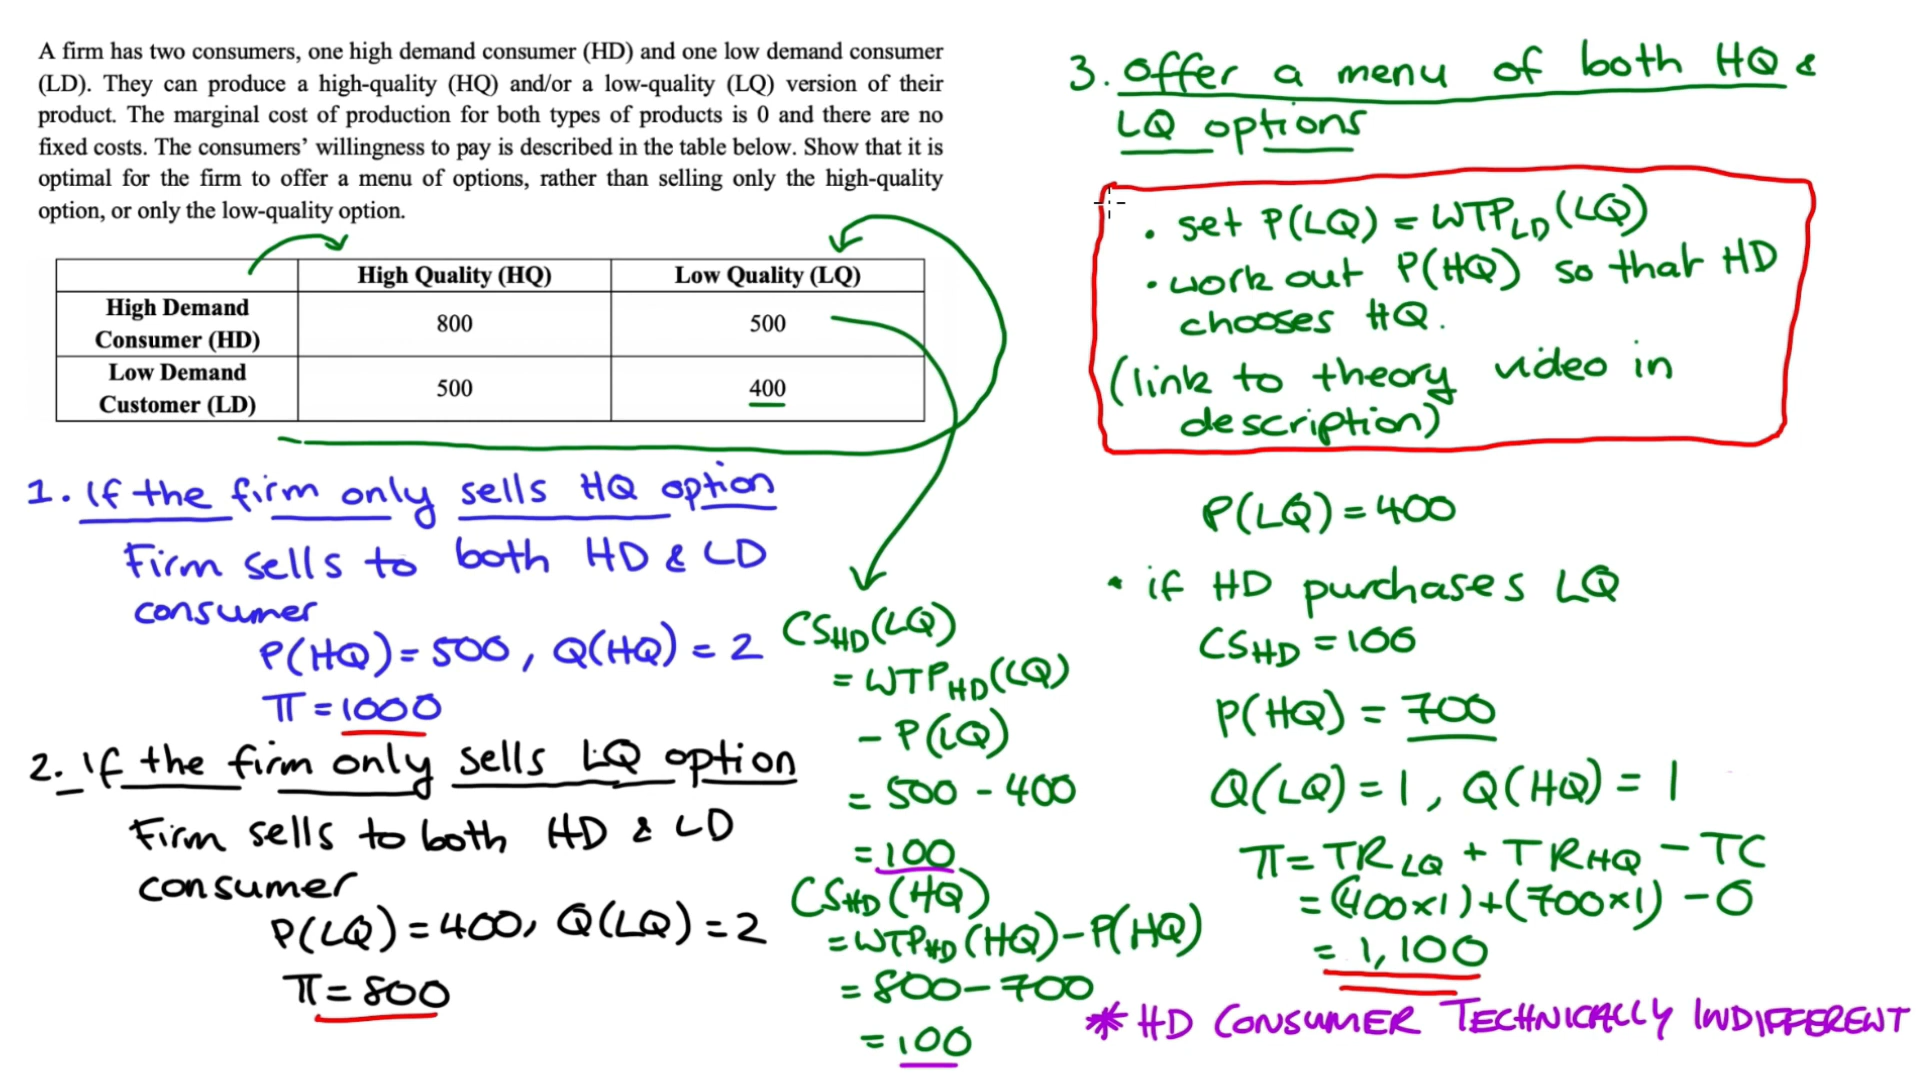 A firm has two consumers, one high demand consumer (HD) and one low demand consumer
(LD). They can produce a high-quality (HQ) and/or a low-quality (LQ) version of their
product. The marginal cost of production for both types of products is 0 and there are no
fixed costs. The consumers’ willingness to pay is described in the table below. Show that it is
optimal for the firm to offer a menu of options, rather than selling only the high-quality
option, or only the low-quality option.
High Quality (HQ) Low Quality (LQ)
High Demand
Consumer (HD) 800 500
Low Demand
Customer (LD) 500 400
1. If the firm only sells HQ option
Firm sells to both HD & LD
consumer
P(HQ) = 500, Q(HQ) = 2
π = 1000
2. If the firm only sells LQ option
Firm sells to both HD & LD
consumer
P(LQ) = 400, Q(LQ) = 2
π = 800
CS_HD(LQ)
= WTP_HD(LQ)
- P(LQ)
= 500 - 400
= 100
CS_HD(HQ)
= WTP_HD(HQ) - P(HQ)
= 800 - 700
= 100
3. Offer a menu of both HQ &
LQ options
• set P(LQ) = WTP_LD(LQ)
• work out P(HQ) so that HD
chooses HQ.
(link to theory video in
description)
P(LQ) = 400
• if HD purchases LQ
CS_HD = 100
P(HQ) = 700
Q(LQ) = 1, Q(HQ) = 1
π = TR_LQ + TR_HQ - TC
= (400×1) + (700×1) - 0
= 1,100
* HD CONSUMER TECHNICALLY INDIFFERENT